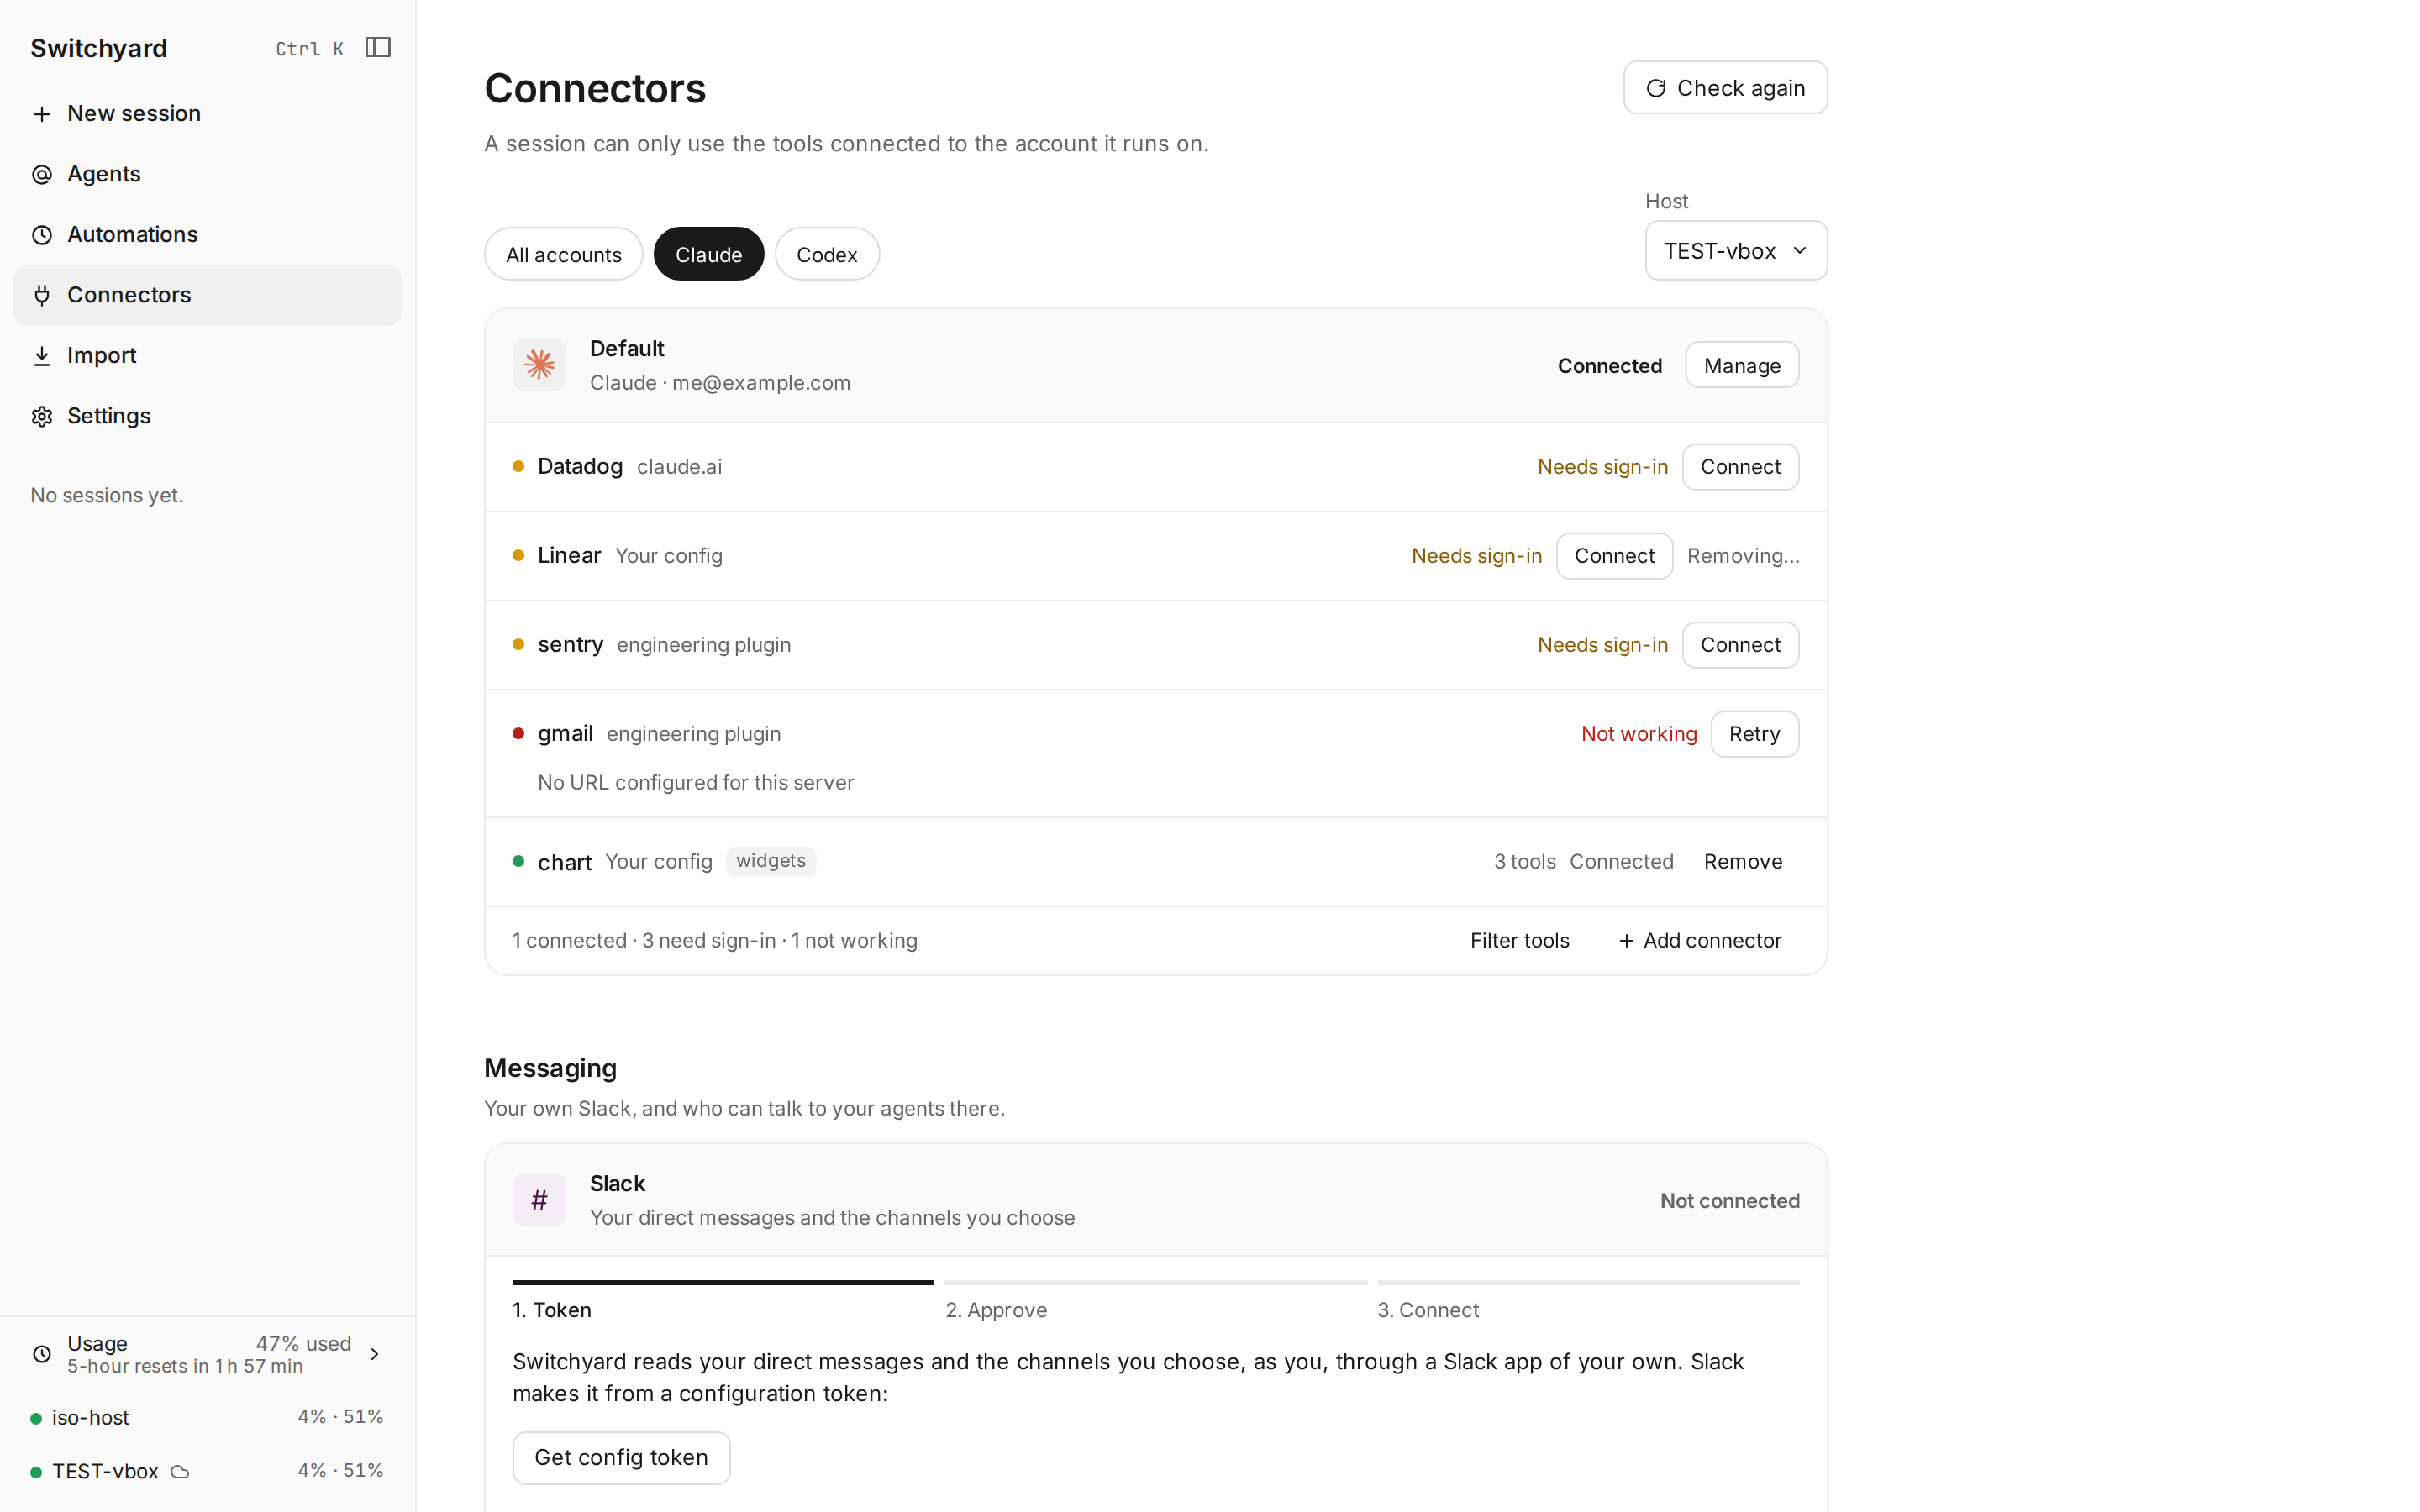 Switchyard
Ctrl K
New session
Agents
Automations
Connectors
Import
Settings
No sessions yet.
Usage
47% used
5-hour resets in 1 h 57 min
iso-host
4% · 51%
TEST-vbox
4% · 51%
Connectors
Check again
A session can only use the tools connected to the account it runs on.
Host
All accounts
Claude
Codex
TEST-vbox
Default
Claude · me@example.com
Connected
Manage
Datadog claude.ai
Needs sign-in
Connect
Linear Your config
Needs sign-in
Connect
Removing...
sentry engineering plugin
Needs sign-in
Connect
gmail engineering plugin
Not working
Retry
No URL configured for this server
chart Your config widgets
3 tools Connected
Remove
1 connected · 3 need sign-in · 1 not working
Filter tools
+ Add connector
Messaging
Your own Slack, and who can talk to your agents there.
#
Slack
Your direct messages and the channels you choose
Not connected
1. Token
2. Approve
3. Connect
Switchyard reads your direct messages and the channels you choose, as you, through a Slack app of your own. Slack
makes it from a configuration token:
Get config token